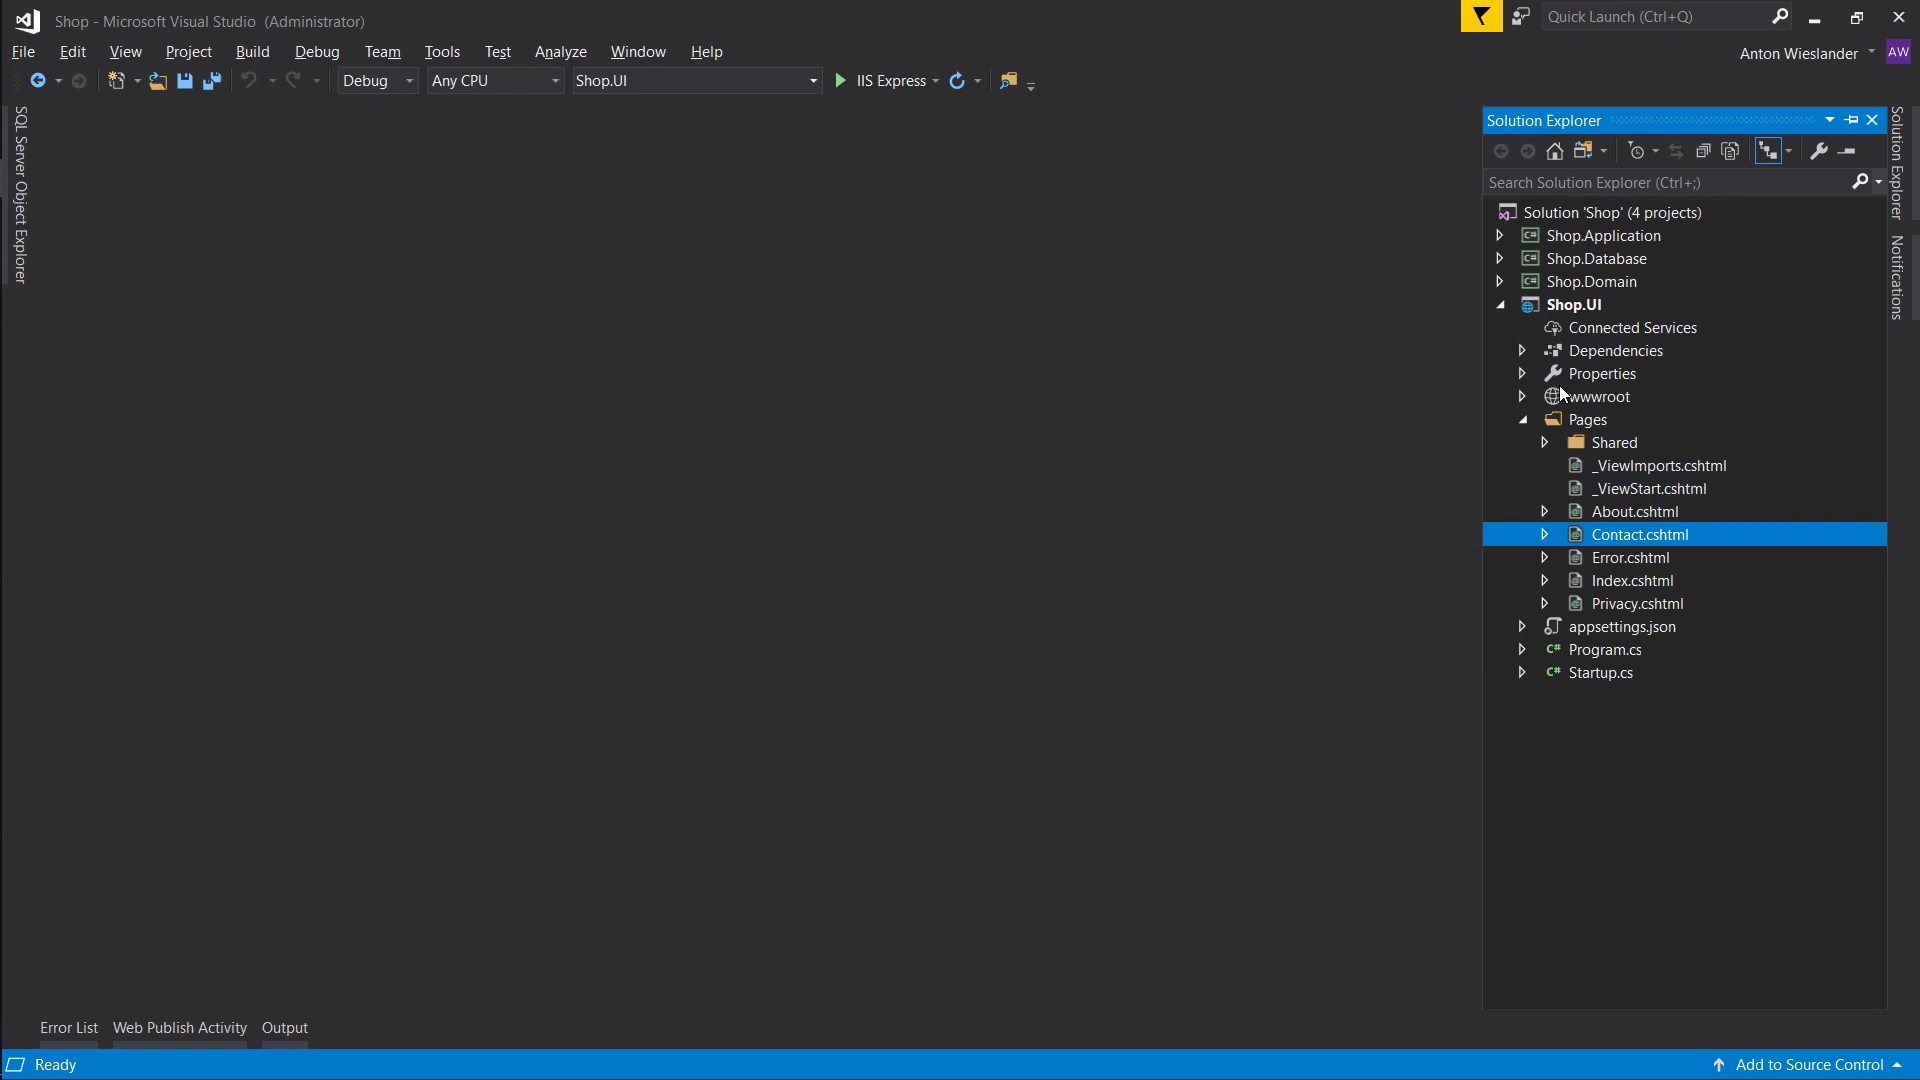 Shop - Microsoft Visual Studio (Administrator)
Quick Launch (Ctrl+Q)
File Edit View Project Build Debug Team Tools Test Analyze Window Help
Anton Wieslander AW
Debug Any CPU Shop.UI IIS Express
SQL Server Object Explorer
Solution Explorer
Search Solution Explorer (Ctrl+;)
Solution 'Shop' (4 projects)
C# Shop.Application
C# Shop.Database
C# Shop.Domain
Shop.UI
Connected Services
Dependencies
Properties
wwwroot
Pages
Shared
_ViewImports.cshtml
_ViewStart.cshtml
About.cshtml
Contact.cshtml
Error.cshtml
Index.cshtml
Privacy.cshtml
appsettings.json
C# Program.cs
C# Startup.cs
Solution Explorer
Notifications
Error List Web Publish Activity Output
Ready
Add to Source Control